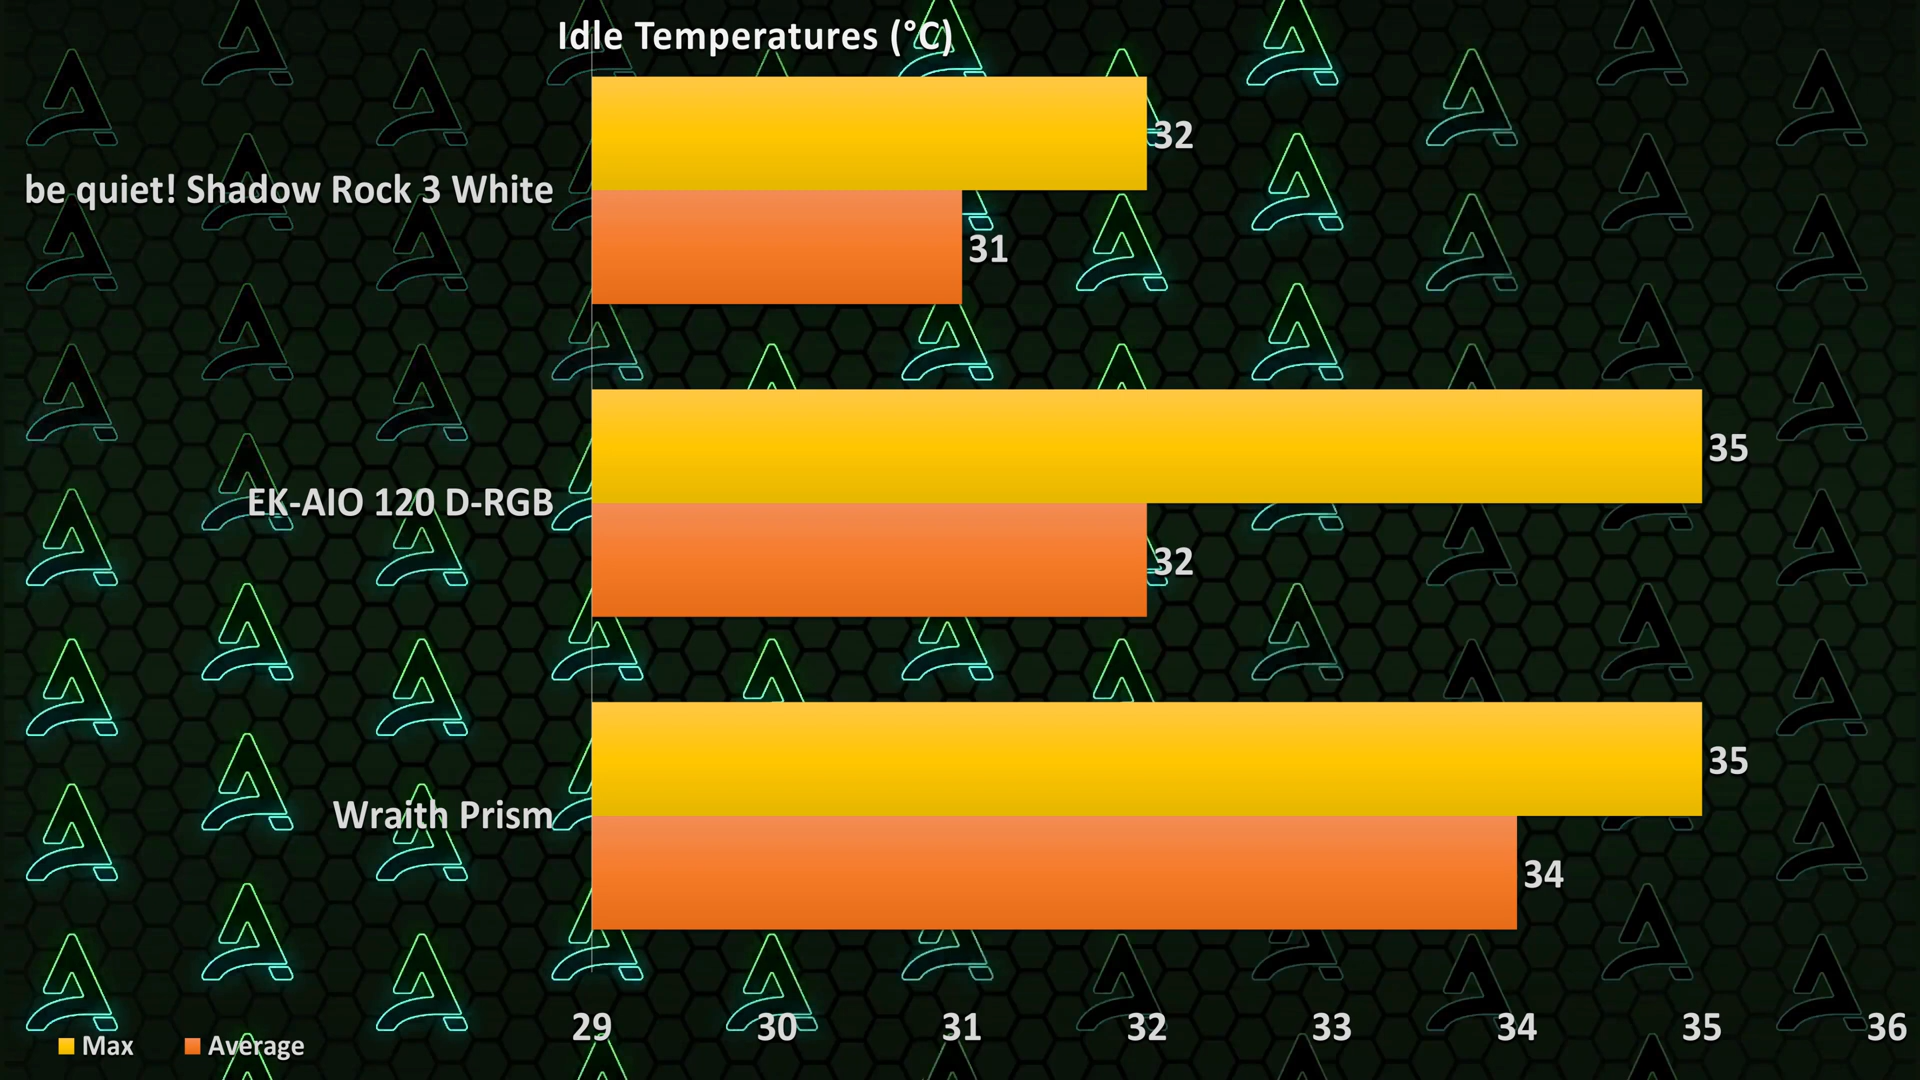 Idle Temperatures (°C)
32
be quiet! Shadow Rock 3 White
31
35
EK-AIO 120 D-RGB
32
35
Wraith Prism
34
29 30 31 32 33 34 35 36
Max Average